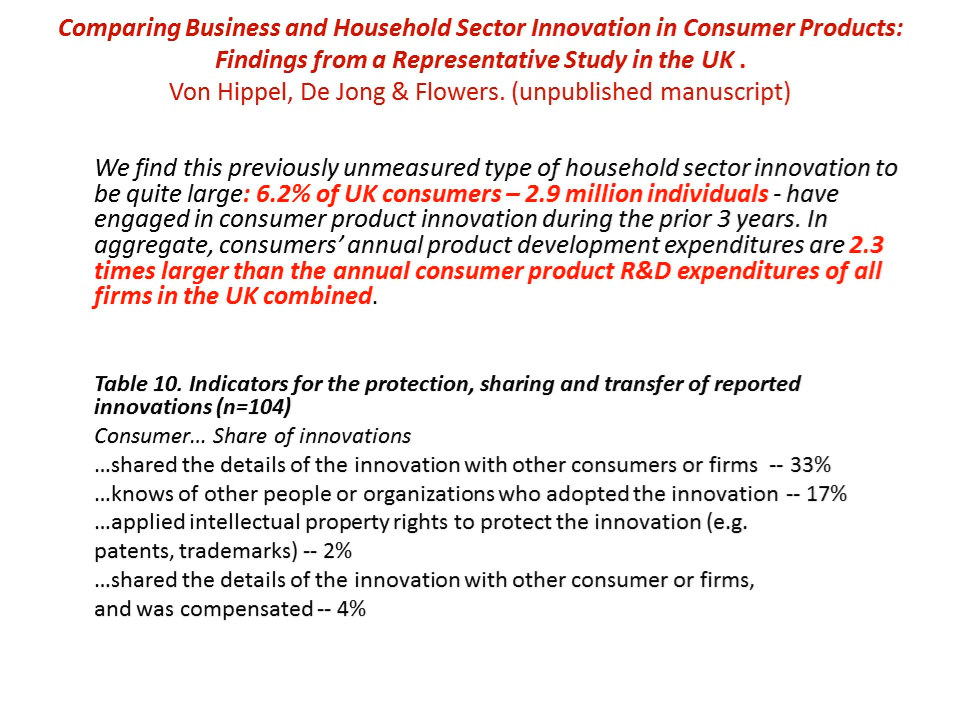 Comparing Business and Household Sector Innovation in Consumer Products:
Findings from a Representative Study in the UK .
Von Hippel, De Jong & Flowers. (unpublished manuscript)
We find this previously unmeasured type of household sector innovation to
be quite large: 6.2% of UK consumers – 2.9 million individuals - have
engaged in consumer product innovation during the prior 3 years. In
aggregate, consumers’ annual product development expenditures are 2.3
times larger than the annual consumer product R&D expenditures of all
firms in the UK combined.
Table 10. Indicators for the protection, sharing and transfer of reported
innovations (n=104)
Consumer... Share of innovations
...shared the details of the innovation with other consumers or firms -- 33%
...knows of other people or organizations who adopted the innovation -- 17%
...applied intellectual property rights to protect the innovation (e.g.
patents, trademarks) -- 2%
...shared the details of the innovation with other consumer or firms,
and was compensated -- 4%